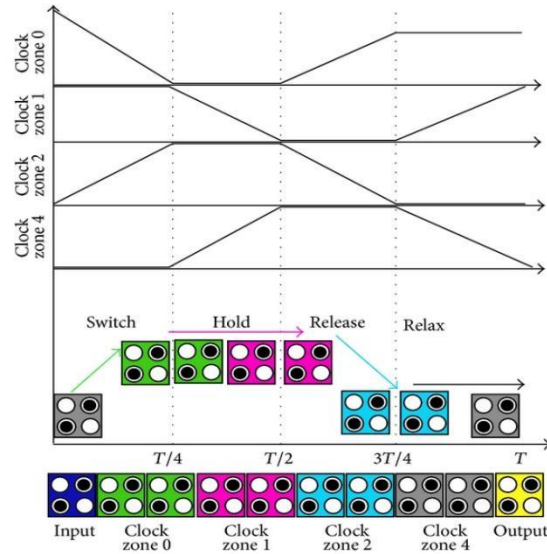 Clock
zone 0
Clock
zone 1
Clock
zone 2
Clock
zone 4
Switch
Hold
Release
Relax
T/4
T/2
3T/4
T
Input
Clock
zone 0
Clock
zone 1
Clock
zone 2
Clock
zone 4
Output